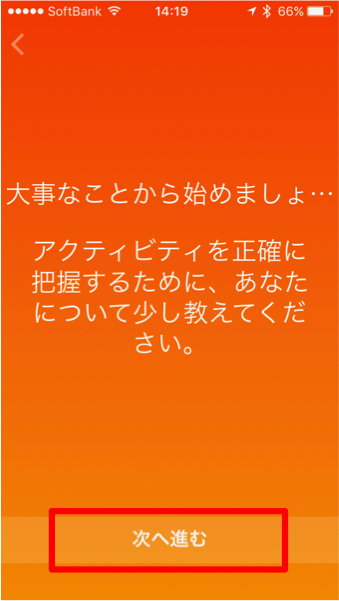 SoftBank 14:19 66%
大事なことから始めましょ…
アクティビティを正確に
把握するために、あなた
について少し教えてくだ
さい。
次へ進む